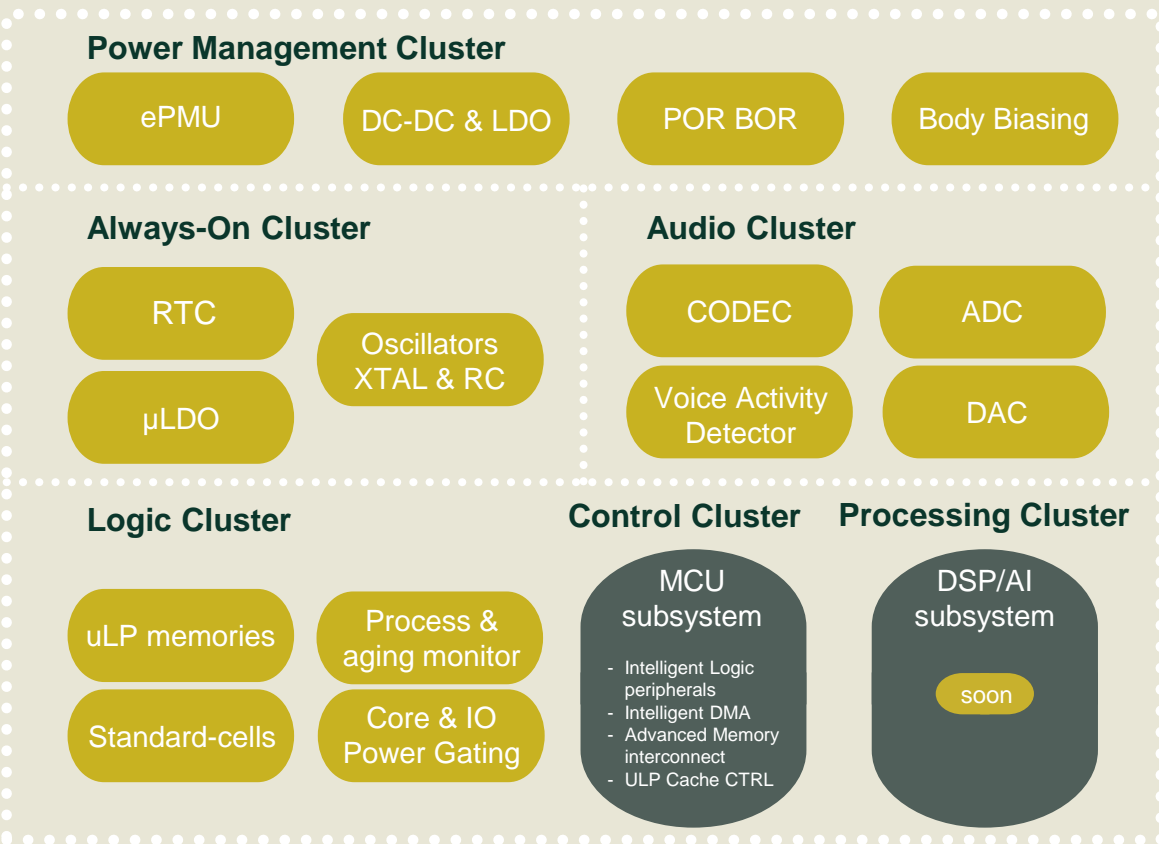 Power Management Cluster
ePMU
DC-DC & LDO
POR BOR
Body Biasing
Always-On Cluster
RTC
Oscillators
XTAL & RC
µLDO
Audio Cluster
CODEC
ADC
Voice Activity
Detector
DAC
Logic Cluster
uLP memories
Process &
aging monitor
Standard-cells
Core & IO
Power Gating
Control Cluster
MCU
subsystem
- Intelligent Logic
peripherals
- Intelligent DMA
- Advanced Memory
interconnect
- ULP Cache CTRL
Processing Cluster
DSP/AI
subsystem
soon